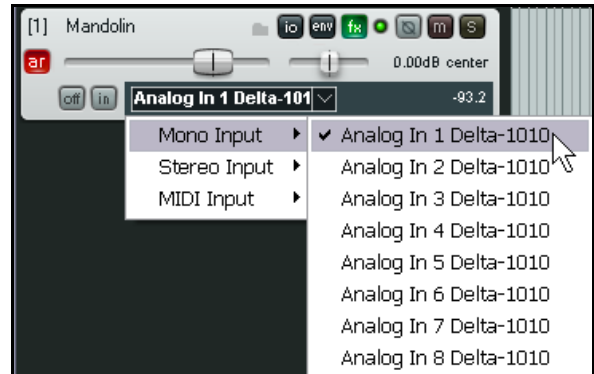 [1] Mandolin io env fx m s
ar 0.00dB center
off in Analog In 1 Delta-101 -93.2
Mono Input
Stereo Input
MIDI Input
Analog In 1 Delta-1010
Analog In 2 Delta-1010
Analog In 3 Delta-1010
Analog In 4 Delta-1010
Analog In 5 Delta-1010
Analog In 6 Delta-1010
Analog In 7 Delta-1010
Analog In 8 Delta-1010